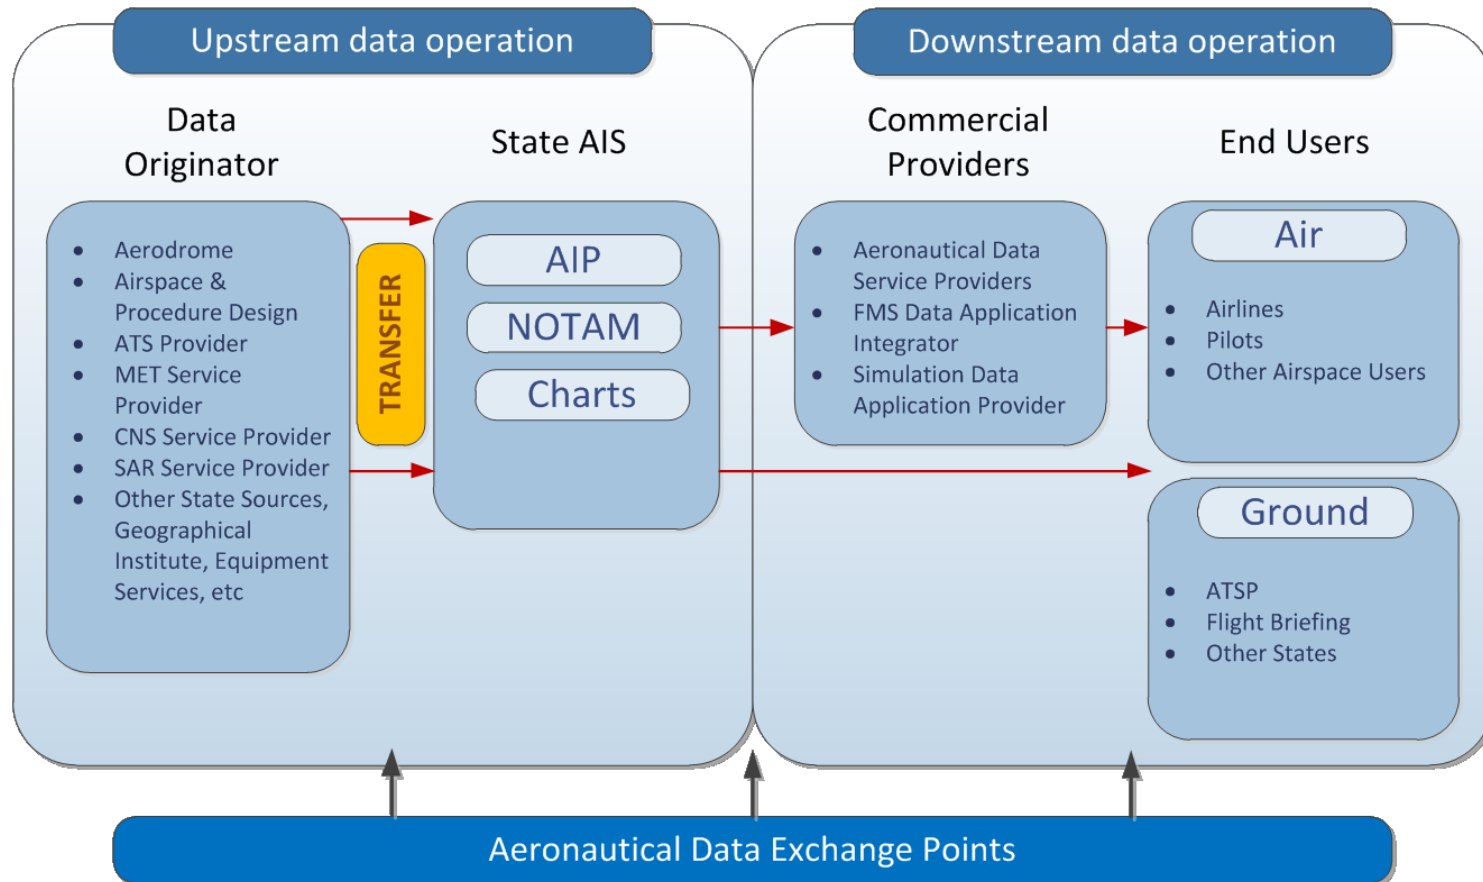 Upstream data operation
Downstream data operation
Data
Originator
State AIS
Commercial
Providers
End Users
• Aerodrome
• Airspace &
Procedure Design
• ATS Provider
• MET Service
Provider
• CNS Service Provider
• SAR Service Provider
• Other State Sources,
Geographical
Institute, Equipment
Services, etc
TRANSFER
AIP
NOTAM
Charts
• Aeronautical Data
Service Providers
• FMS Data Application
Integrator
• Simulation Data
Application Provider
Air
• Airlines
• Pilots
• Other Airspace Users
Ground
• ATSP
• Flight Briefing
• Other States
Aeronautical Data Exchange Points